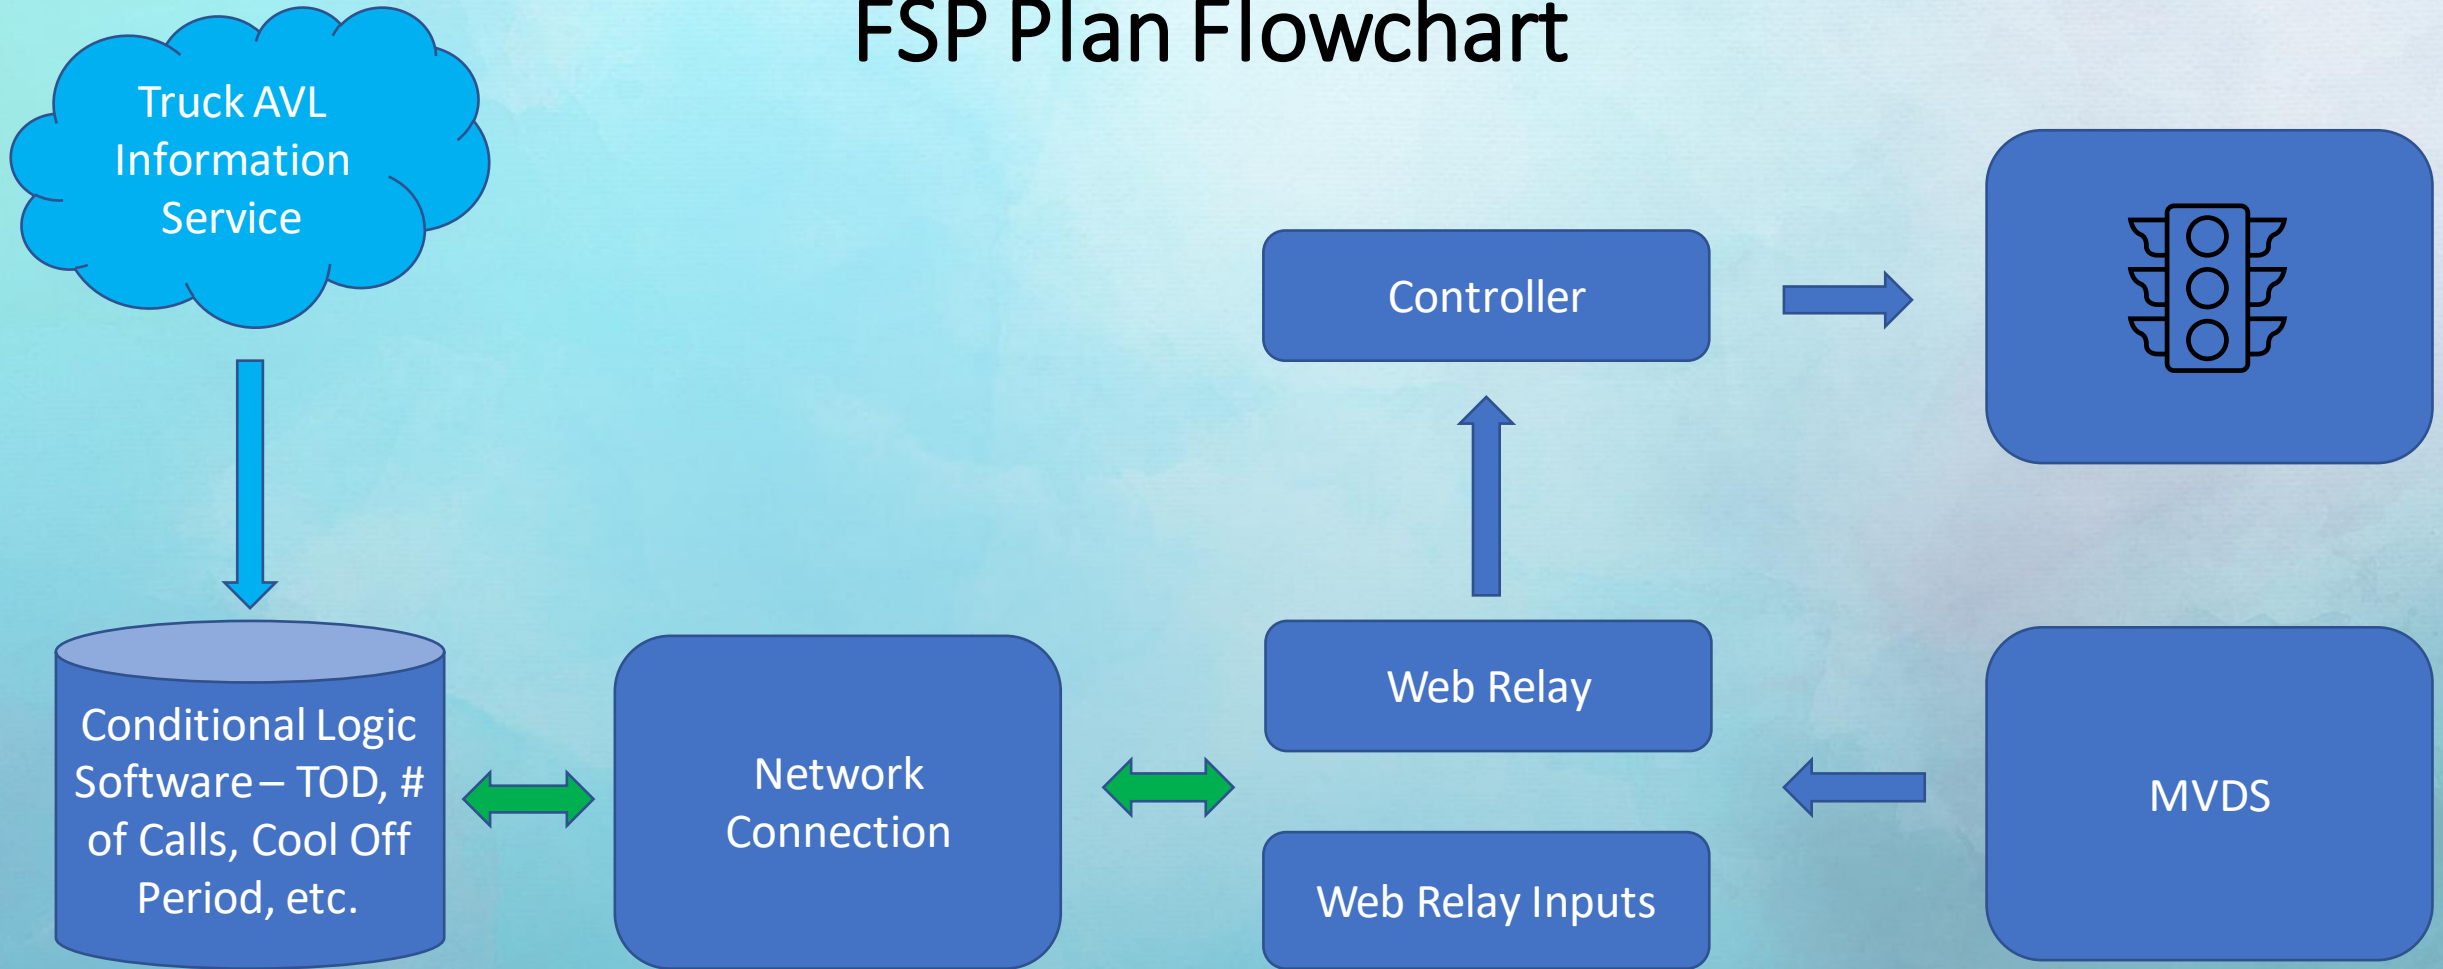 FSP Plan Flowchart
Truck AVL
Information
Service
Controller
Conditional Logic
Software – TOD, #
of Calls, Cool Off
Period, etc.
Network
Connection
Web Relay
Web Relay Inputs
MVDS